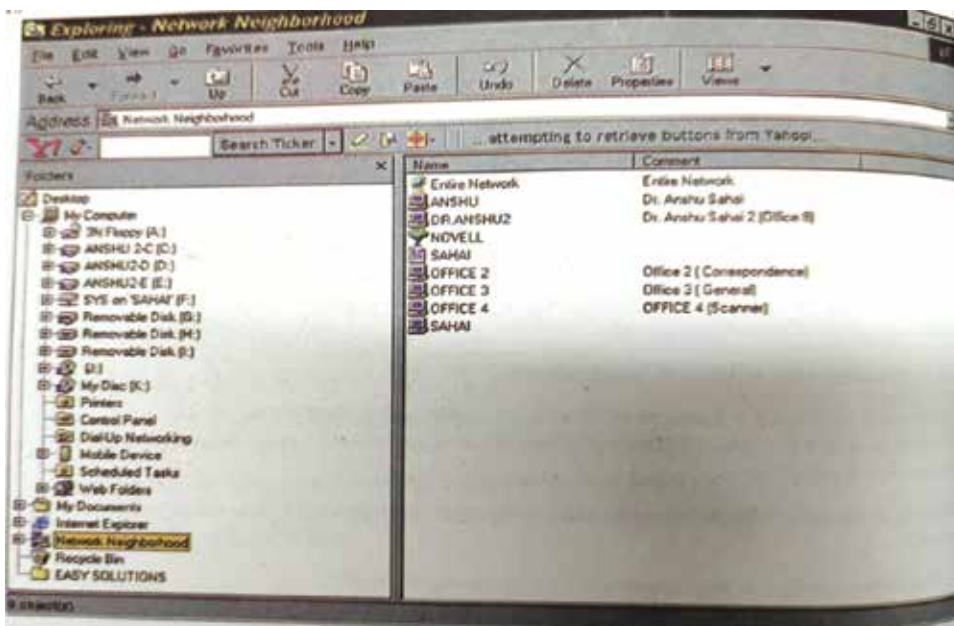 Exploring - Network Neighborhood
File Edit View Go Favorites Tools Help
Back Forward Up Cut Copy Paste Undo Delete Properties Views
Address Network Neighborhood
Y! Search Ticker ... attempting to retrieve buttons from Yahoo!...
Folders
Desktop
My Computer
3½ Floppy (A:)
ANSHU 2-C (C:)
ANSHU2-D (D:)
ANSHU2-E (E:)
SYS on 'SAHAI' (F:)
Removable Disk (G:)
Removable Disk (H:)
Removable Disk (I:)
My Disc (K:)
Printers
Control Panel
Dial-Up Networking
Mobile Device
Scheduled Tasks
Web Folders
My Documents
Internet Explorer
Network Neighborhood
Recycle Bin
EASY SOLUTIONS
Name Comment
Entire Network Entire Network
ANSHU Dr. Anshu Sahai
DR.ANSHU2 Dr. Anshu Sahai 2 (Office 9)
NOVELL
SAHAI
OFFICE 2 Office 2 ( Correspondence)
OFFICE 3 Office 3 ( General)
OFFICE 4 OFFICE 4 (Scanner)
SAHAI
9 object(s)